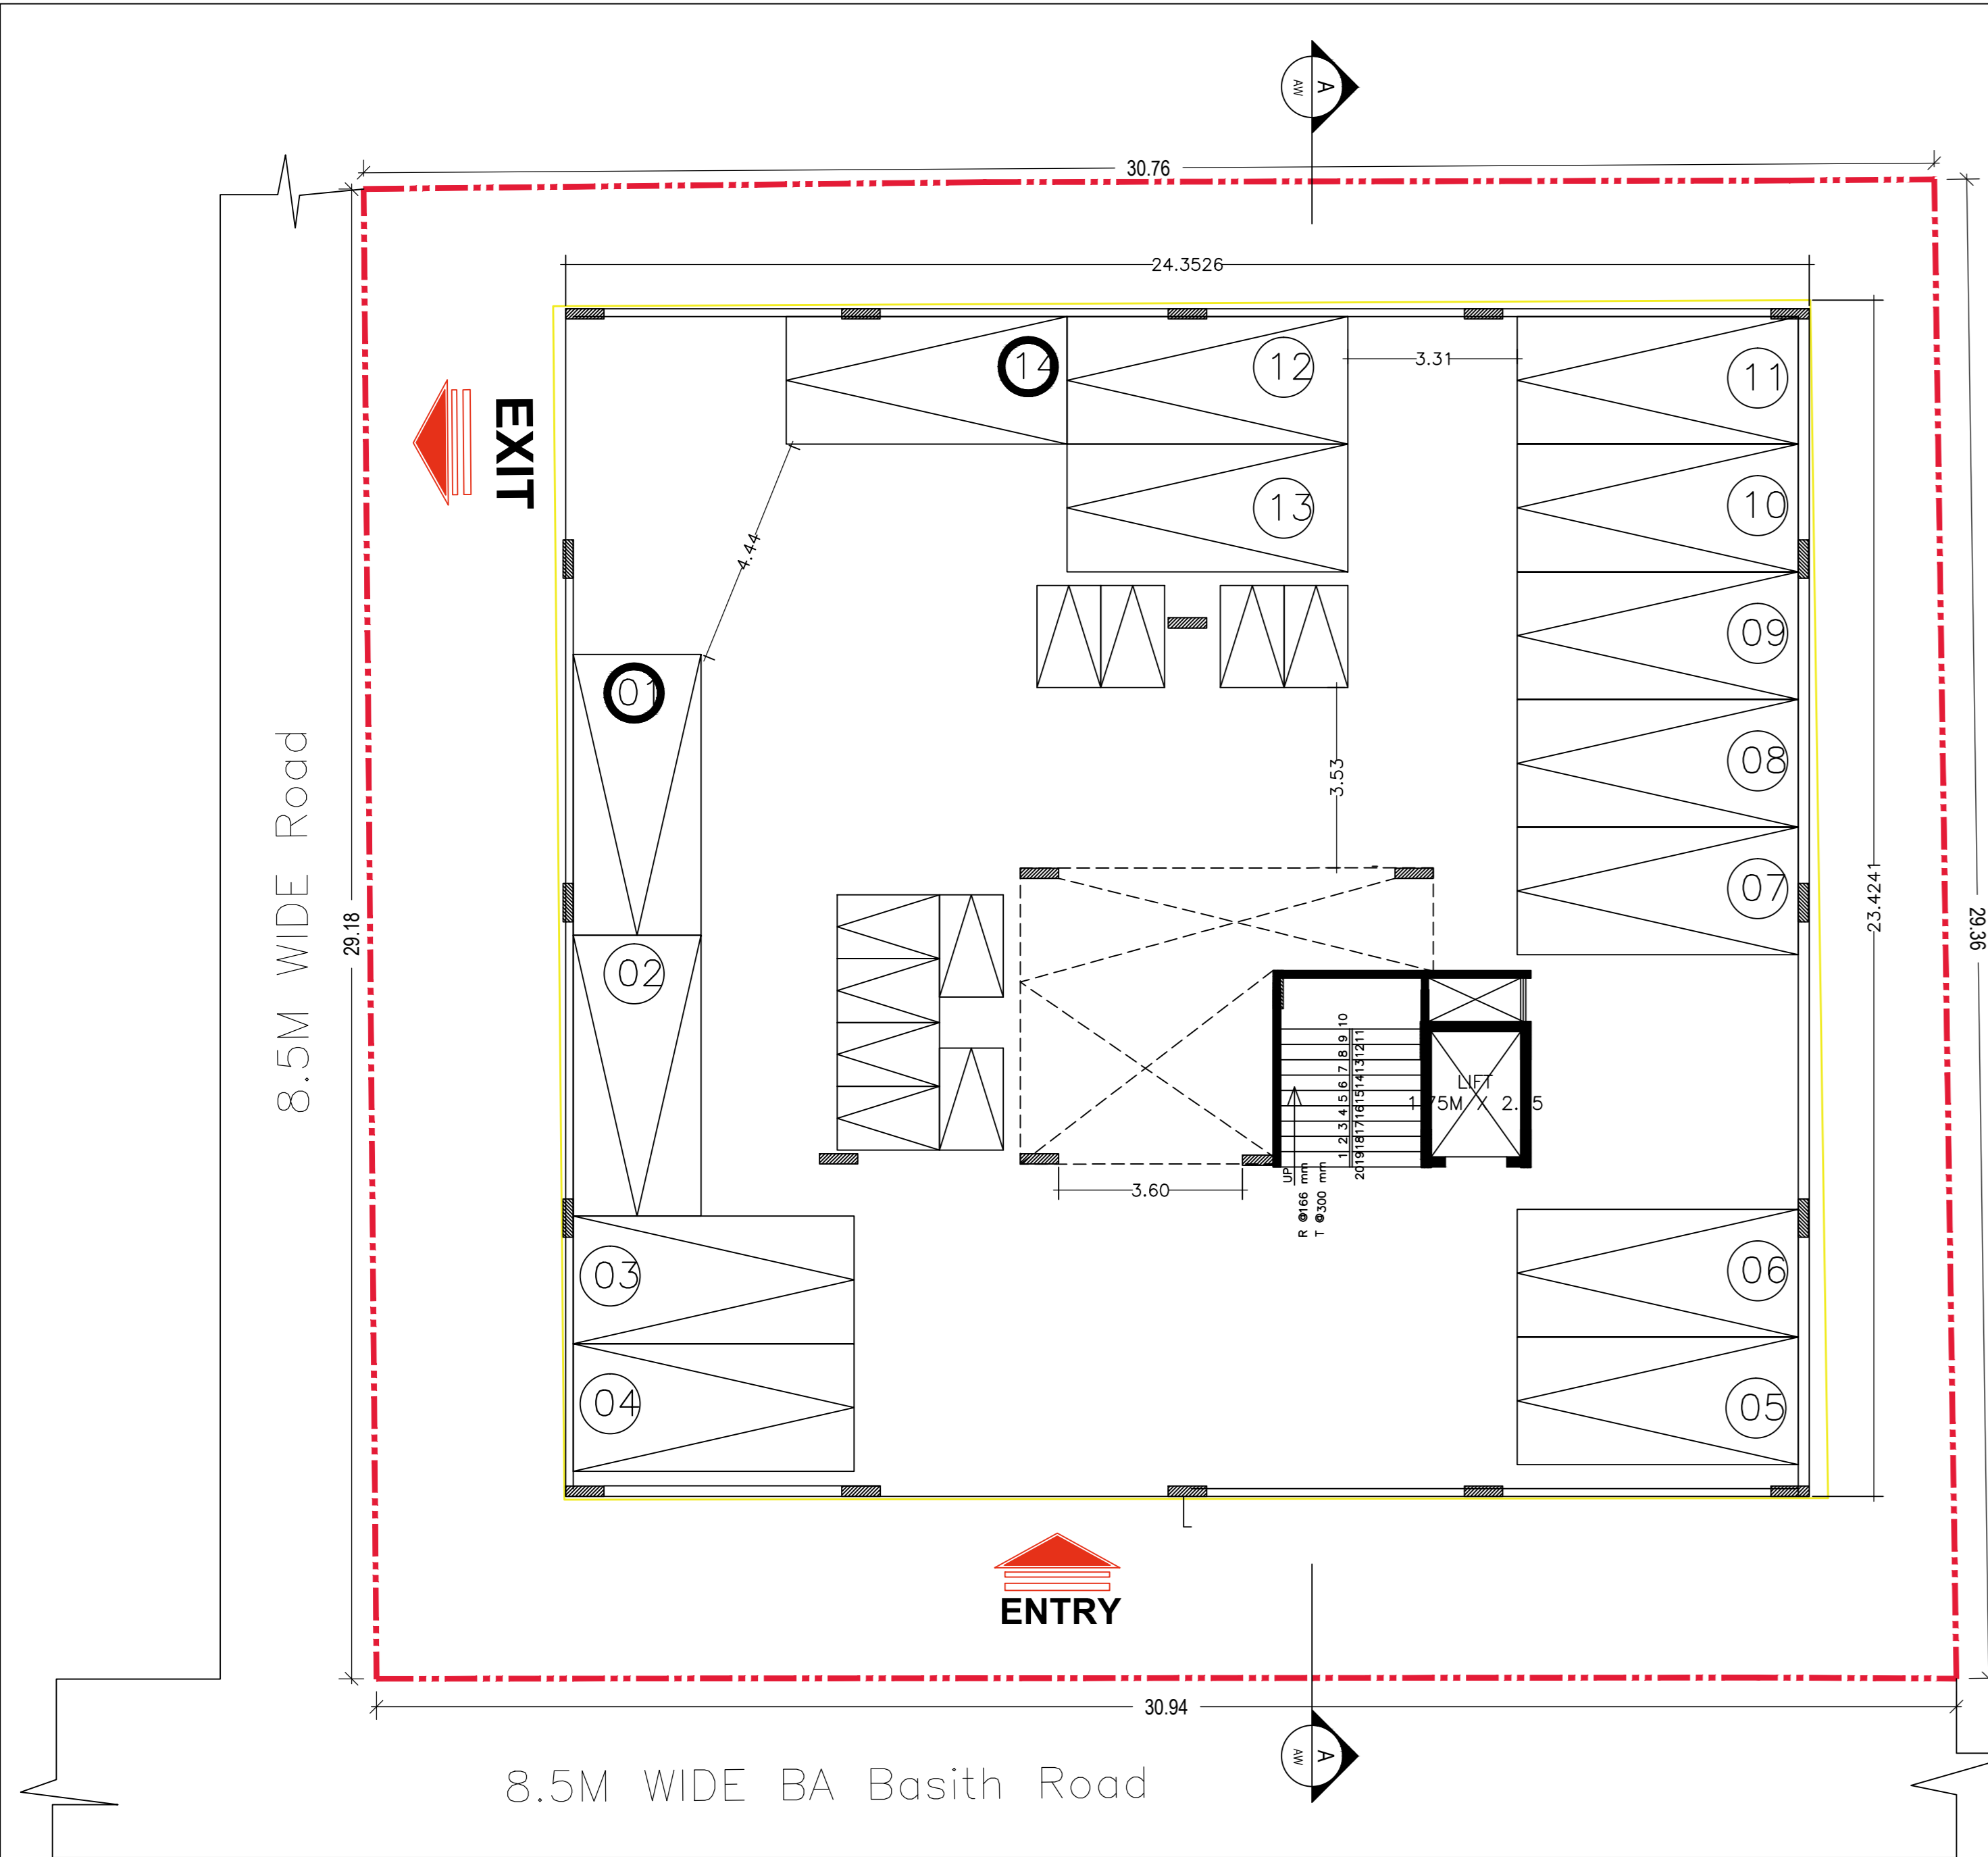 A
AW
30.76
24.3526
14
12
3.31
11
EXIT
13
10
4.44
01
09
3.53
08
8.5M WIDE Road
29.18
07
23.4241
29.36
02
1 2 3 4 5 6 7 8 9 10
20 19 18 17 16 15 14 13 12 11
LIFT
UP
R @166 mm
T @300 mm
3.60
03
06
04
05
ENTRY
30.94
A
AW
8.5M WIDE BA Basith Road